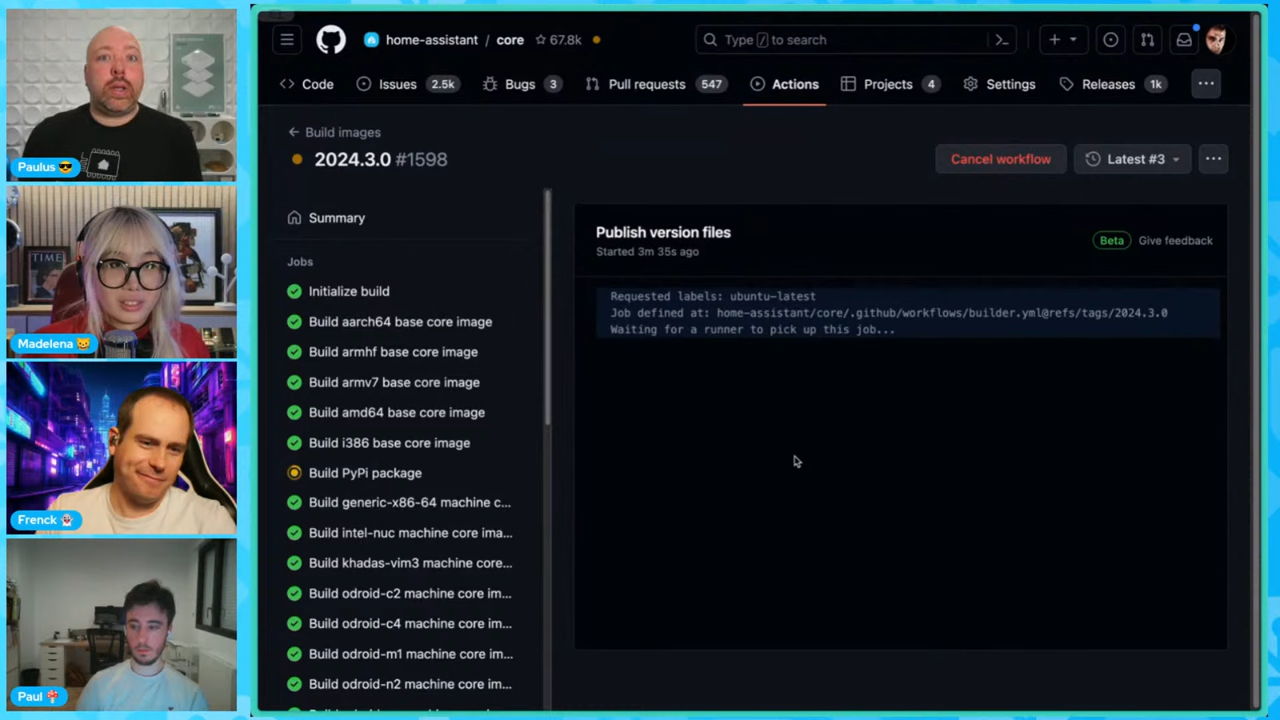 home-assistant / core ☆ 67.8k
Type / to search
Code
Issues 2.5k
Bugs 3
Pull requests 547
Actions
Projects 4
Settings
Releases 1k
← Build images
2024.3.0 #1598
Cancel workflow
Latest #3
Summary
Jobs
Initialize build
Build aarch64 base core image
Build armhf base core image
Build armv7 base core image
Build amd64 base core image
Build i386 base core image
Build PyPi package
Build generic-x86-64 machine c...
Build intel-nuc machine core ima...
Build khadas-vim3 machine core...
Build odroid-c2 machine core im...
Build odroid-c4 machine core im...
Build odroid-m1 machine core im...
Build odroid-n2 machine core im...
Publish version files
Started 3m 35s ago
Beta
Give feedback
Requested labels: ubuntu-latest
Job defined at: home-assistant/core/.github/workflows/builder.yml@refs/tags/2024.3.0
Waiting for a runner to pick up this job...
Paulus 😎
TIME
Madelena 🐱
Frenck 👻
Paul 🍄